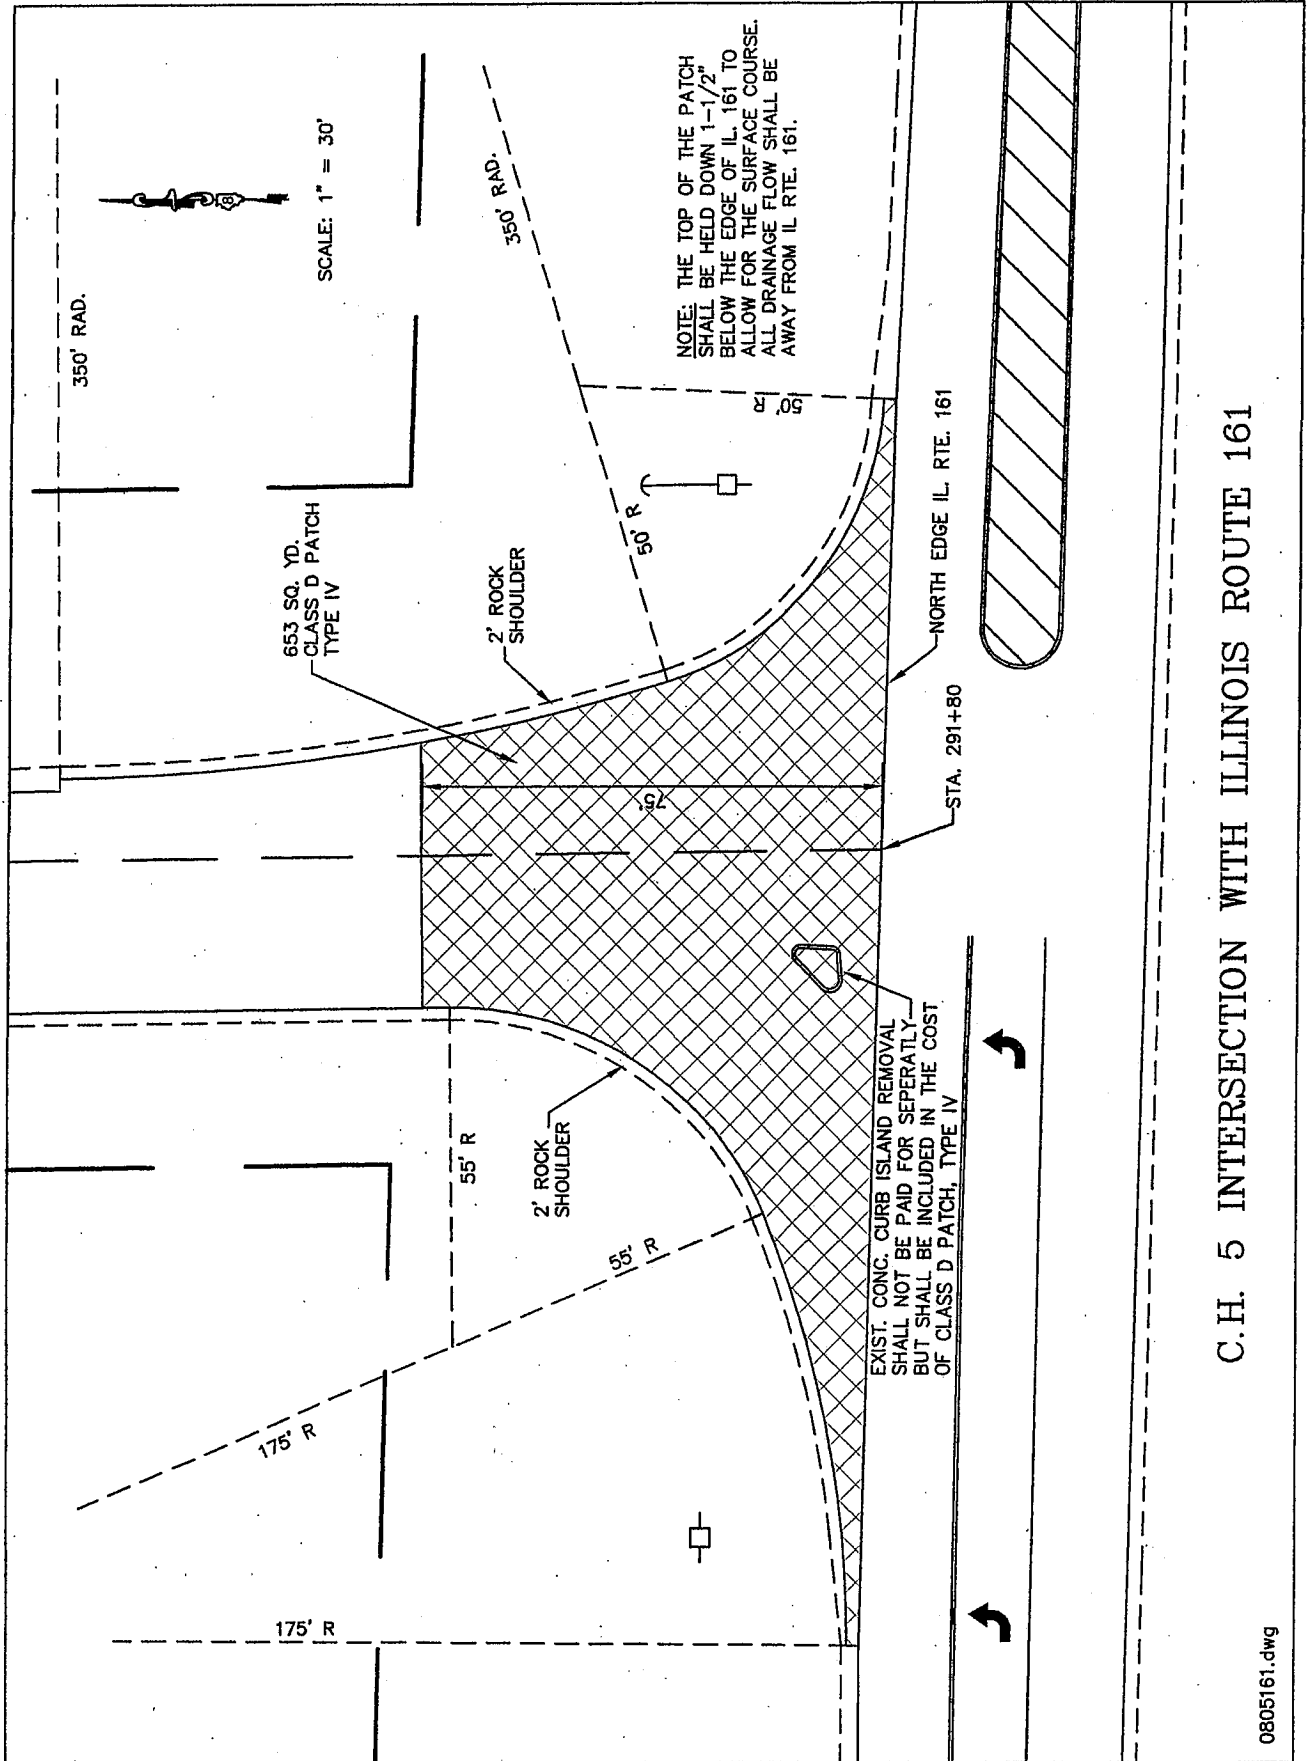 350' RAD.
SCALE: 1" = 30'
350' RAD.
NOTE: THE TOP OF THE PATCH
SHALL BE HELD DOWN 1-1/2"
BELOW THE EDGE OF IL. 161 TO
ALLOW FOR THE SURFACE COURSE.
ALL DRAINAGE FLOW SHALL BE
AWAY FROM IL RTE. 161.
50' R
50' R
653 SQ. YD.
CLASS D PATCH
TYPE IV
2' ROCK
SHOULDER
75'
NORTH EDGE IL. RTE. 161
STA. 291+80
55' R
2' ROCK
SHOULDER
55' R
175' R
175' R
EXIST. CONC. CURB ISLAND REMOVAL
SHALL NOT BE PAID FOR SEPERATLY
BUT SHALL BE INCLUDED IN THE COST
OF CLASS D PATCH, TYPE IV
C.H. 5 INTERSECTION WITH ILLINOIS ROUTE 161
0805161.dwg